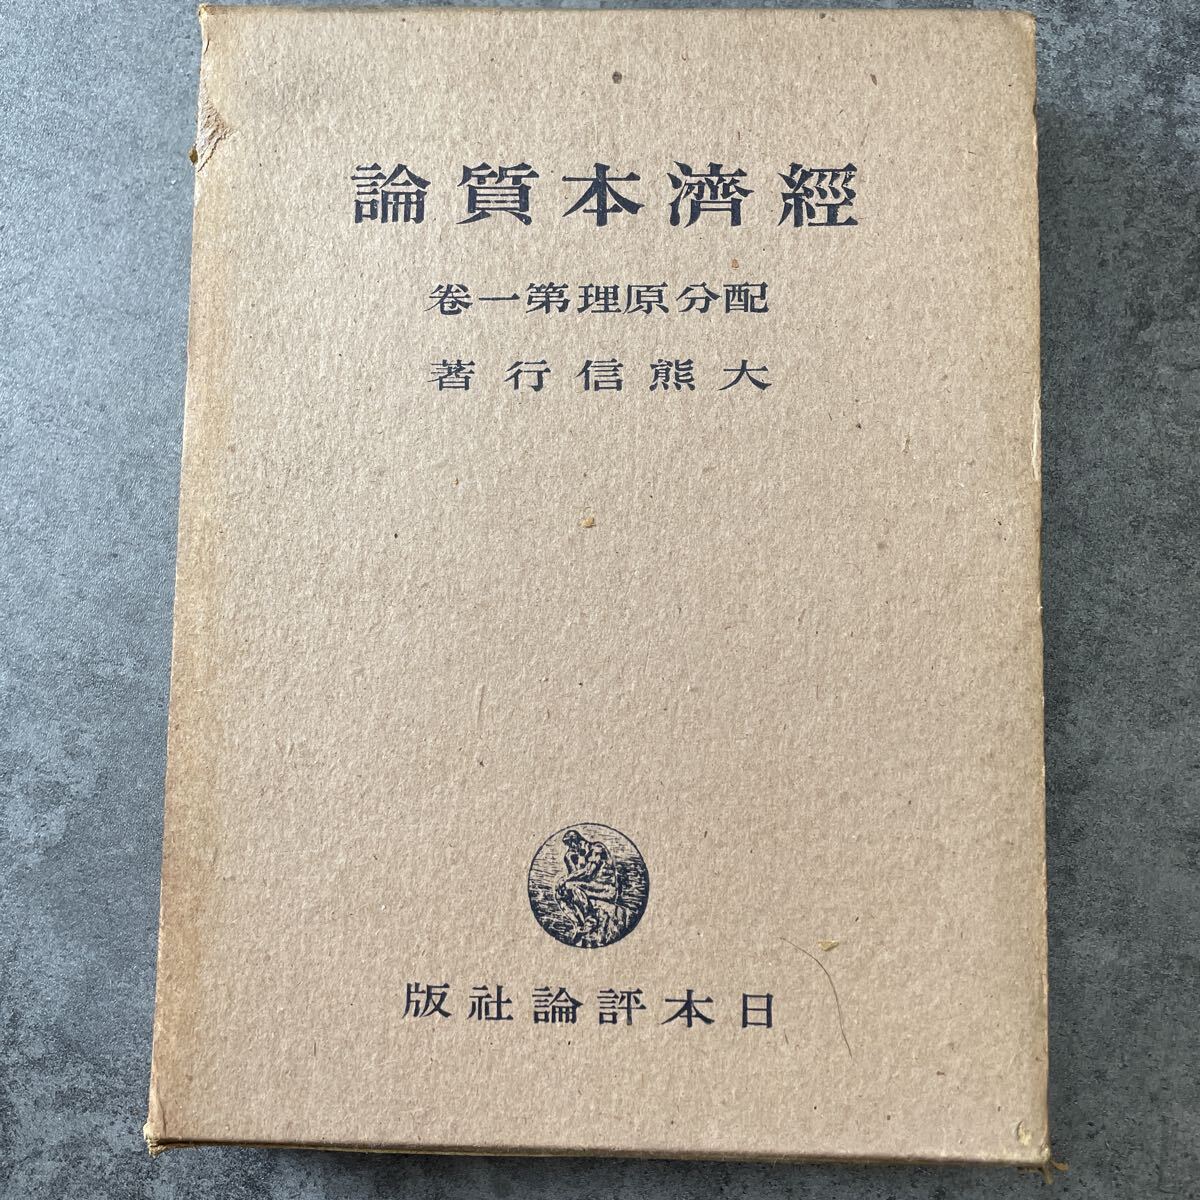 經濟本質論
配分原理第一卷
大熊信行著
日本評論社版